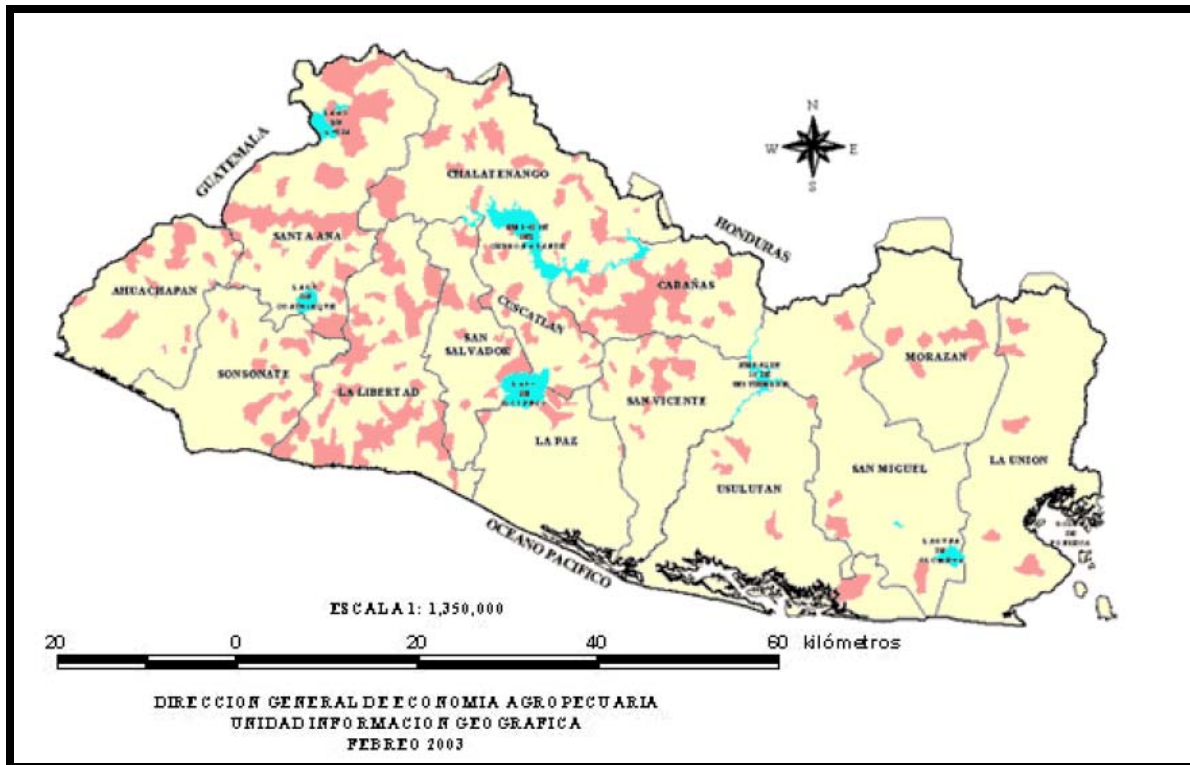 N
W E
S
GUATEMALA
CHALATENANGO
HONDURAS
SANTA ANA
AHUACHAPAN
LAGO
DE
CABAÑAS
CUSCATLAN
SAN
SALVADOR
MORAZAN
SONSONATE
LA LIBERTAD
SAN VICENTE
LA PAZ
SAN MIGUEL
LA UNION
USULUTAN
OCEANO PACIFICO
ESCALA 1: 1,350,000
20 0 20 40 60 kilómetros
DIRECCION GENERAL DE ECONOMIA AGROPECUARIA
UNIDAD INFORMACION GEOGRAFICA
FEBREO 2003